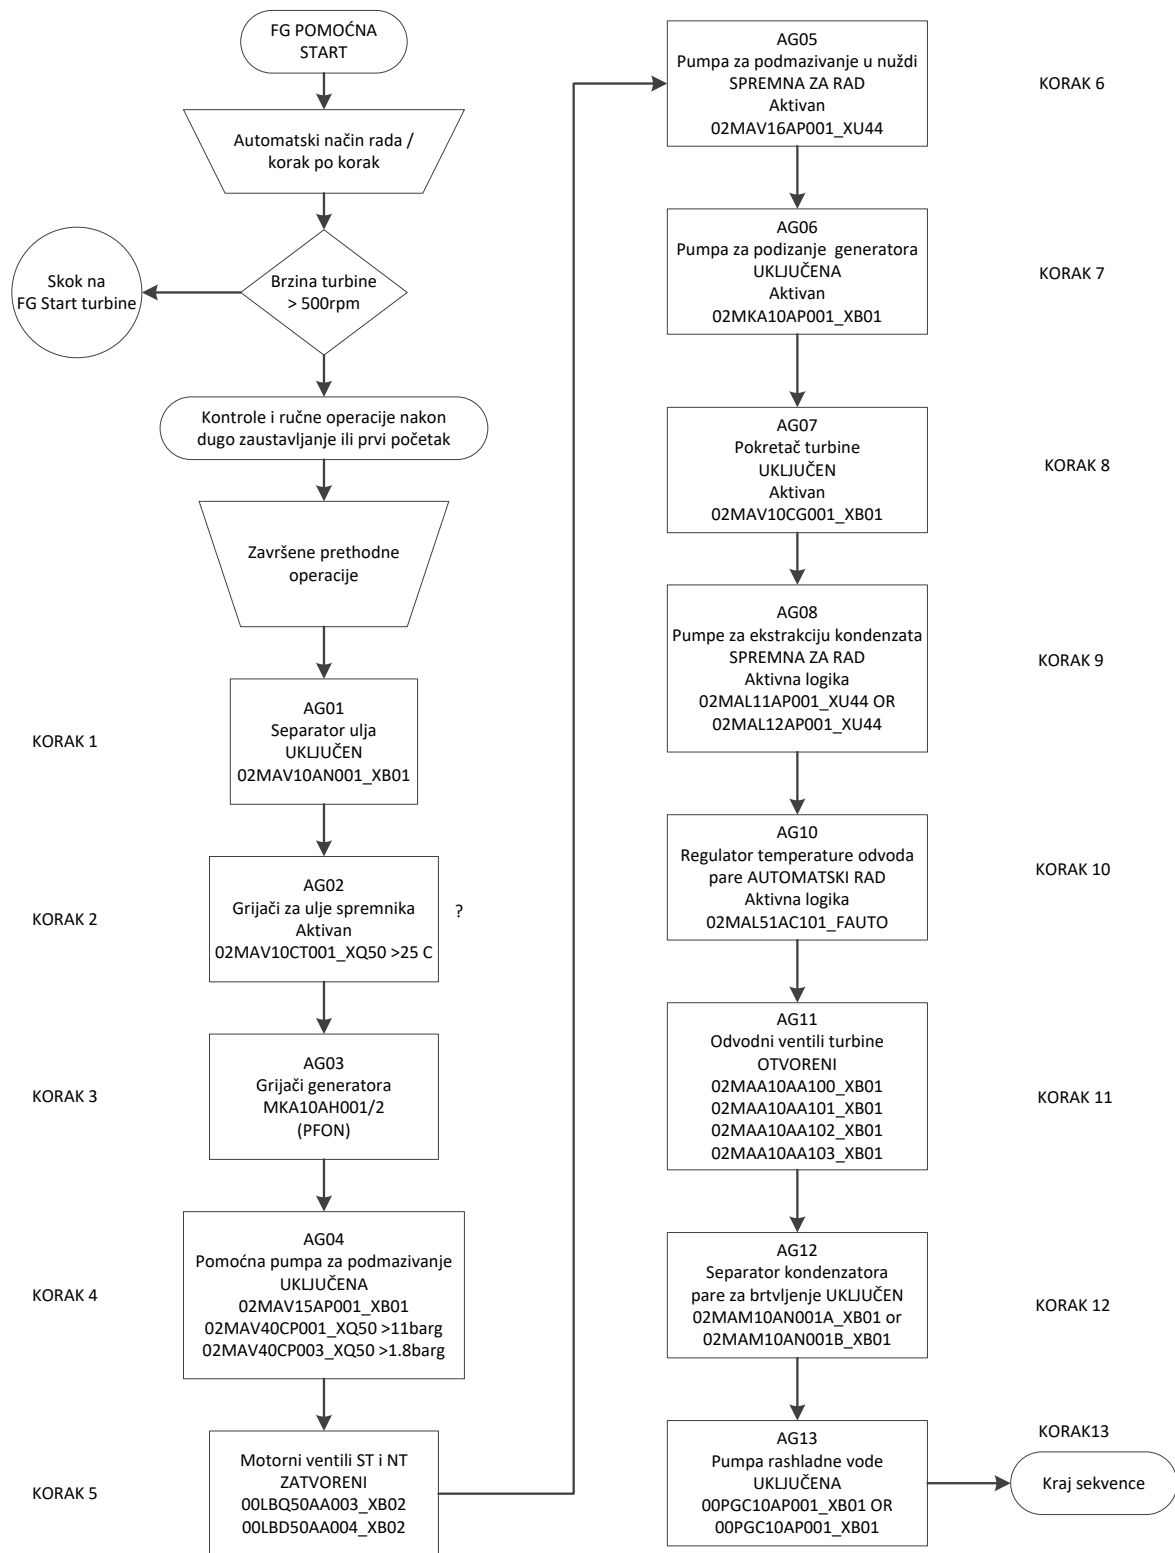 FG POMOĆNA
START
Automatski način rada /
korak po korak
Brzina turbine
> 500rpm
Skok na
FG Start turbine
Kontrole i ručne operacije nakon
dugo zaustavljanje ili prvi početak
Završene prethodne
operacije
KORAK 1
AG01
Separator ulja
UKLJUČEN
02MAV10AN001_XB01
KORAK 2
AG02
Grijači za ulje spremnika
Aktivan
02MAV10CT001_XQ50 >25 C
?
KORAK 3
AG03
Grijači generatora
MKA10AH001/2
(PFON)
KORAK 4
AG04
Pomoćna pumpa za podmazivanje
UKLJUČENA
02MAV15AP001_XB01
02MAV40CP001_XQ50 >11barg
02MAV40CP003_XQ50 >1.8barg
KORAK 5
Motorni ventili ST i NT
ZATVORENI
00LBQ50AA003_XB02
00LBD50AA004_XB02
AG05
Pumpa za podmazivanje u nuždi
SPREMNA ZA RAD
Aktivan
02MAV16AP001_XU44
KORAK 6
AG06
Pumpa za podizanje  generatora
UKLJUČENA
Aktivan
02MKA10AP001_XB01
KORAK 7
AG07
Pokretač turbine
UKLJUČEN
Aktivan
02MAV10CG001_XB01
KORAK 8
AG08
Pumpe za ekstrakciju kondenzata
SPREMNA ZA RAD
Aktivna logika
02MAL11AP001_XU44 OR
02MAL12AP001_XU44
KORAK 9
AG10
Regulator temperature odvoda
pare AUTOMATSKI RAD
Aktivna logika
02MAL51AC101_FAUTO
KORAK 10
AG11
Odvodni ventili turbine
OTVORENI
02MAA10AA100_XB01
02MAA10AA101_XB01
02MAA10AA102_XB01
02MAA10AA103_XB01
KORAK 11
AG12
Separator kondenzatora
pare za brtvljenje UKLJUČEN
02MAM10AN001A_XB01 or
02MAM10AN001B_XB01
KORAK 12
AG13
Pumpa rashladne vode
UKLJUČENA
00PGC10AP001_XB01 OR
00PGC10AP001_XB01
KORAK13
Kraj sekvence